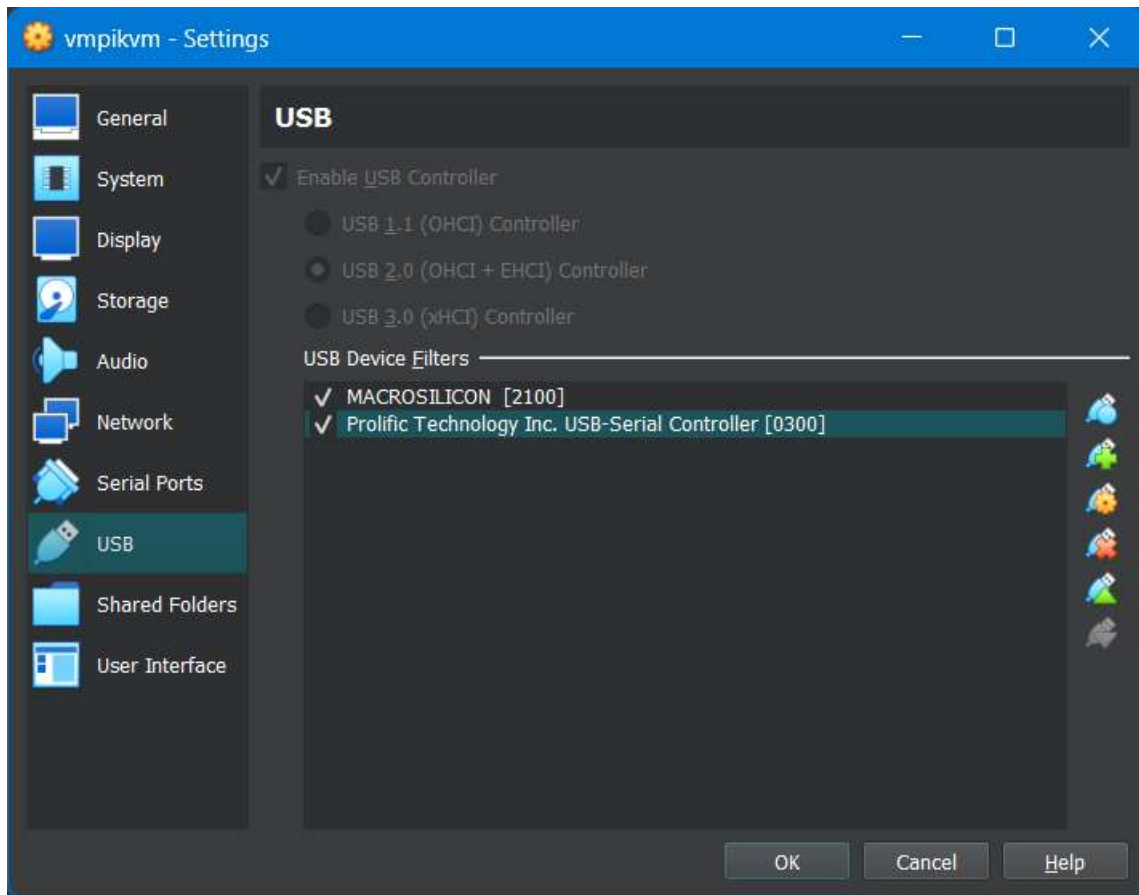 vmpikvm - Settings
General
System
Display
Storage
Audio
Network
Serial Ports
USB
Shared Folders
User Interface
USB
Enable USB Controller
USB 1.1 (OHCI) Controller
USB 2.0 (OHCI + EHCI) Controller
USB 3.0 (xHCI) Controller
USB Device Filters
MACROSILICON [2100]
Prolific Technology Inc. USB-Serial Controller [0300]
OK
Cancel
Help